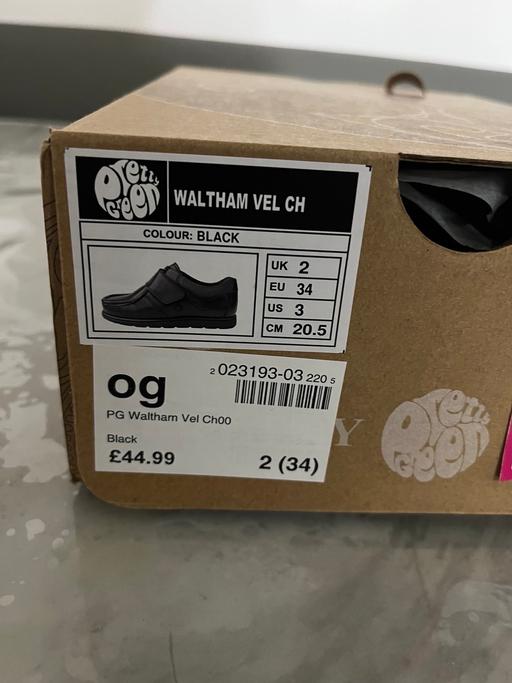 Pretty Green
WALTHAM VEL CH
COLOUR: BLACK
UK 2
EU 34
US 3
CM 20.5
og
2 023193-03 220 5
PG Waltham Vel Ch00
Black
£44.99
2 (34)
Y
Pretty Green